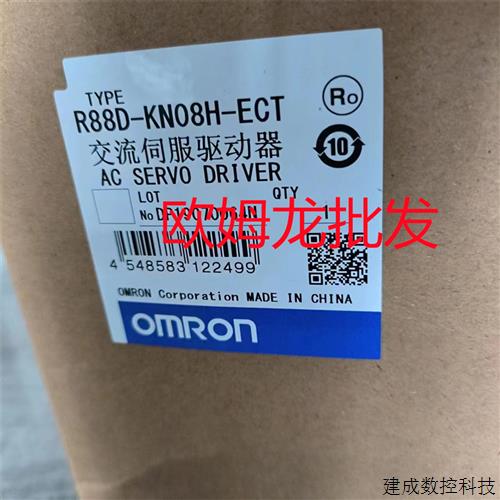 TYPE
R88D-KN08H-ECT
Ro
交流伺服驱动器
AC SERVO DRIVER
10
LOT
QTY
No
1
欧姆龙批发
4 548583 122499
OMRON Corporation MADE IN CHINA
OMRON
建成数控科技